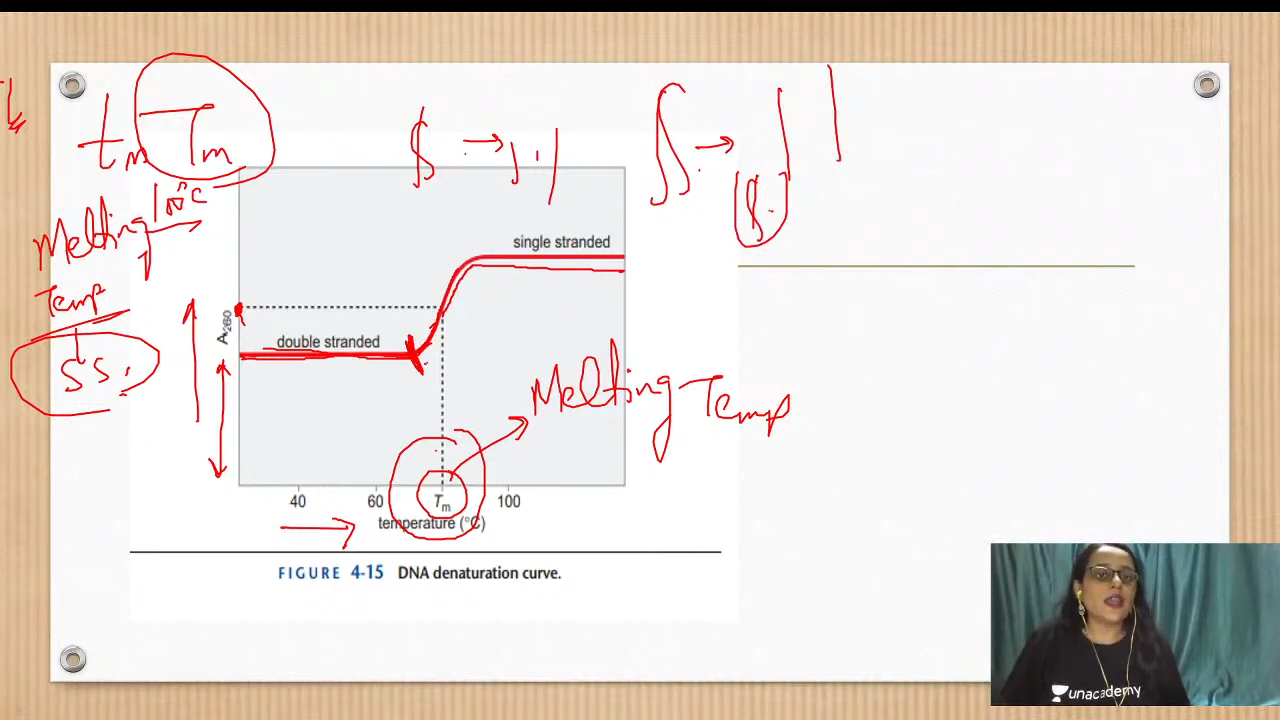 tm Tm
Melting 100°C
Temp
SS.
single stranded
A260
double stranded
Melting Temp
40 60 Tm 100
temperature (°C)
FIGURE 4-15 DNA denaturation curve.
unacademy